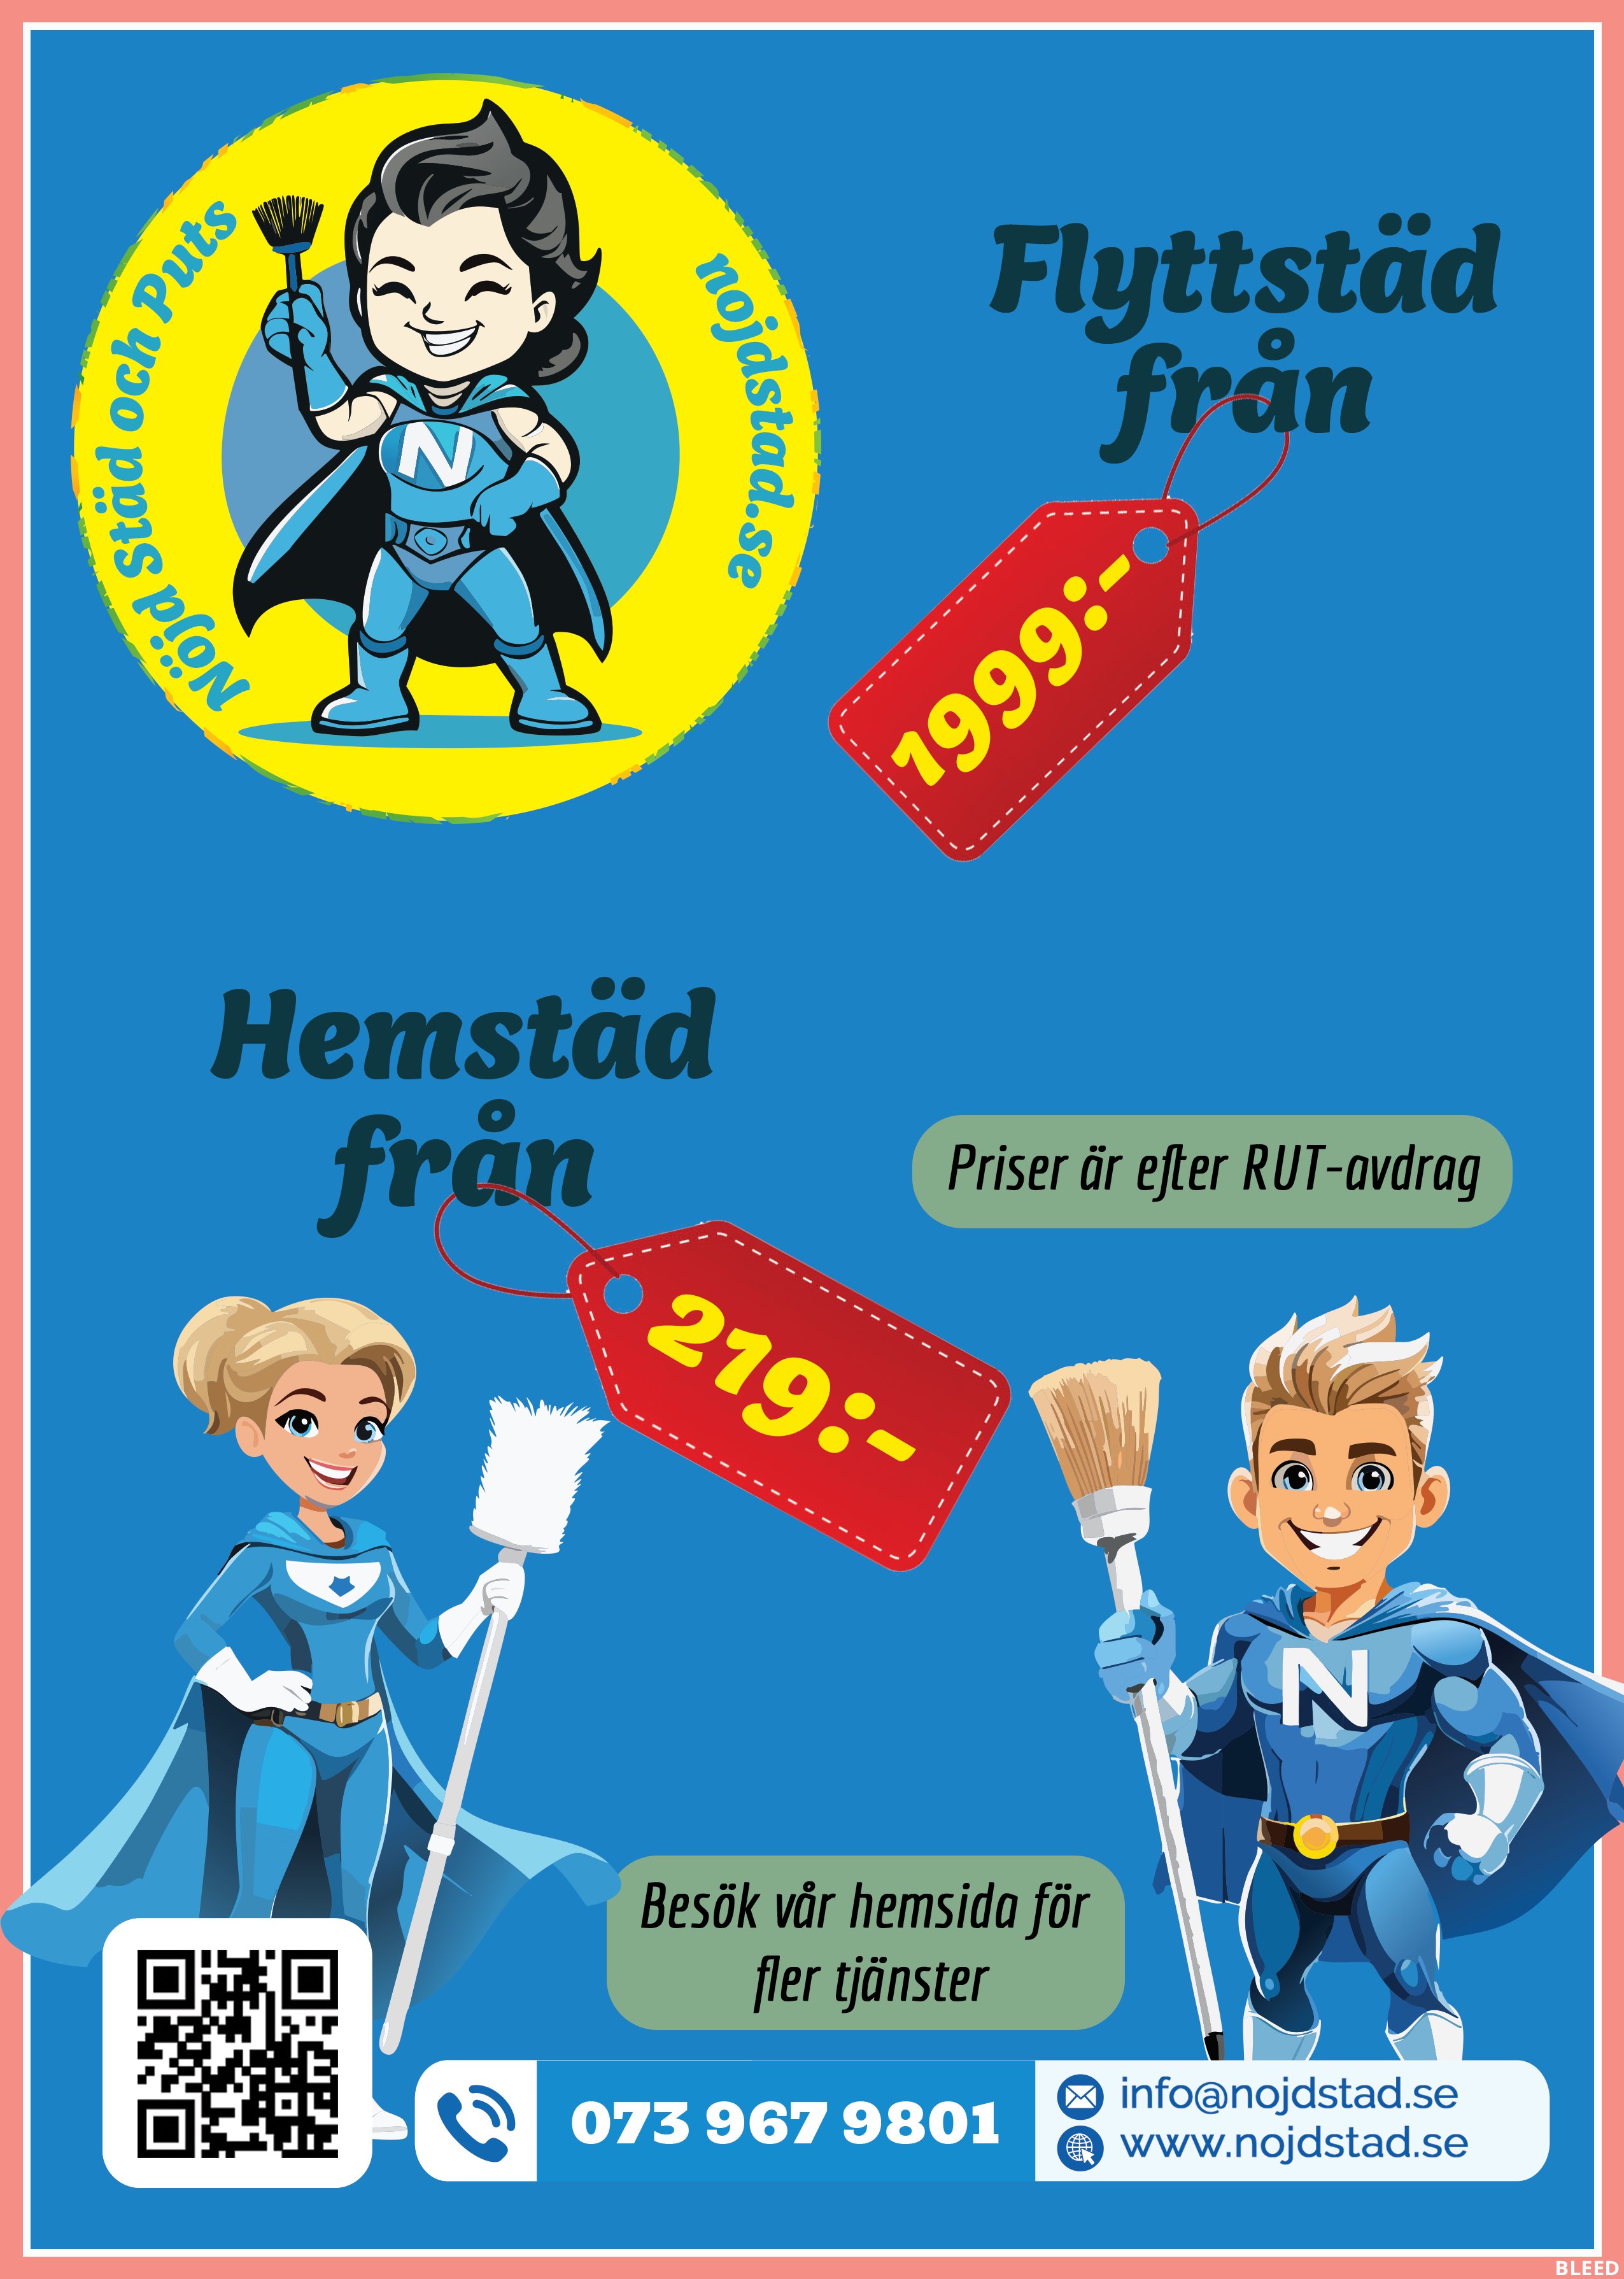 Nöjd Städ och Puts
nojdstad.se
N
Flyttstäd
från
1999:-
Hemstäd
från
219:-
Priser är efter RUT-avdrag
N
Besök vår hemsida för
fler tjänster
073 967 9801
info@nojdstad.se
www.nojdstad.se
BLEED